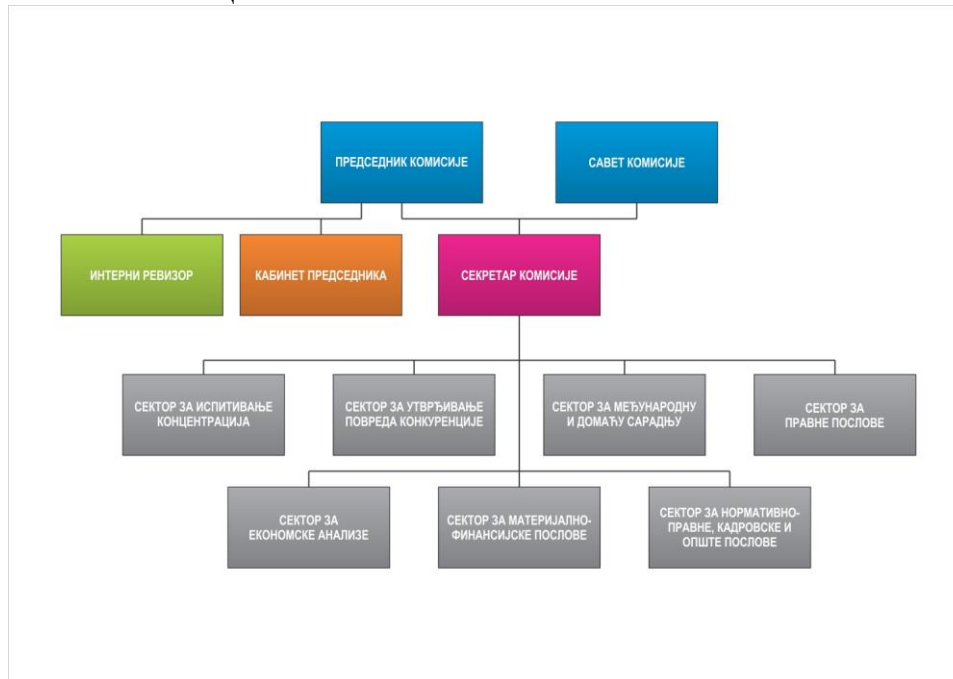 ПРЕДСЕДНИК КОМИСИЈЕ
САВЕТ КОМИСИЈЕ
ИНТЕРНИ РЕВИЗОР
КАБИНЕТ ПРЕДСЕДНИКА
СЕКРЕТАР КОМИСИЈЕ
СЕКТОР ЗА ИСПИТИВАЊЕ
КОНЦЕНТРАЦИЈА
СЕКТОР ЗА УТВРЂИВАЊЕ
ПОВРЕДА КОНКУРЕНЦИЈЕ
СЕКТОР ЗА МЕЂУНАРОДНУ
И ДОМАЋУ САРАДЊУ
СЕКТОР ЗА
ПРАВНЕ ПОСЛОВЕ
СЕКТОР ЗА
ЕКОНОМСКЕ АНАЛИЗЕ
СЕКТОР ЗА МАТЕРИЈАЛНО-
ФИНАНСИЈСКЕ ПОСЛОВЕ
СЕКТОР ЗА НОРМАТИВНО-
ПРАВНЕ, КАДРОВСКЕ И
ОПШТЕ ПОСЛОВЕ